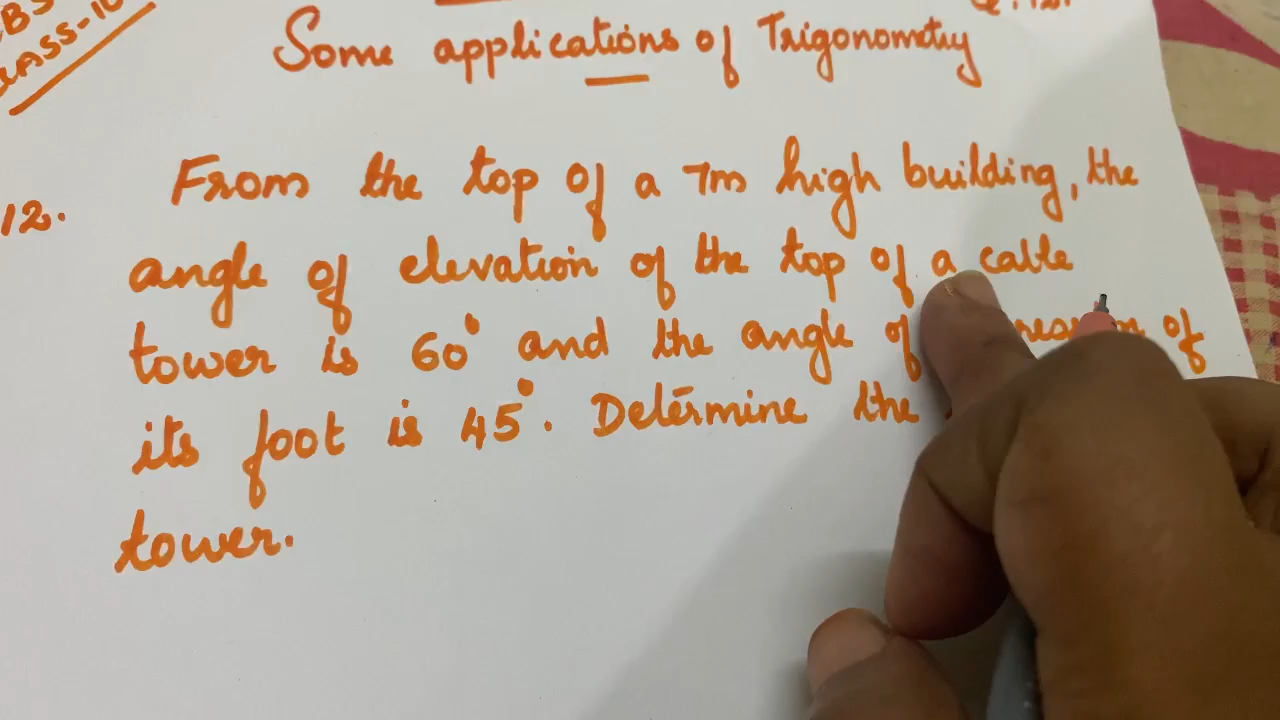 CLASS-10
Some applications of Trigonometry
12. From the top of a 7m high building, the
angle of elevation of the top of a cable
tower is 60° and the angle of of
its foot is 45°. Determine the
tower.